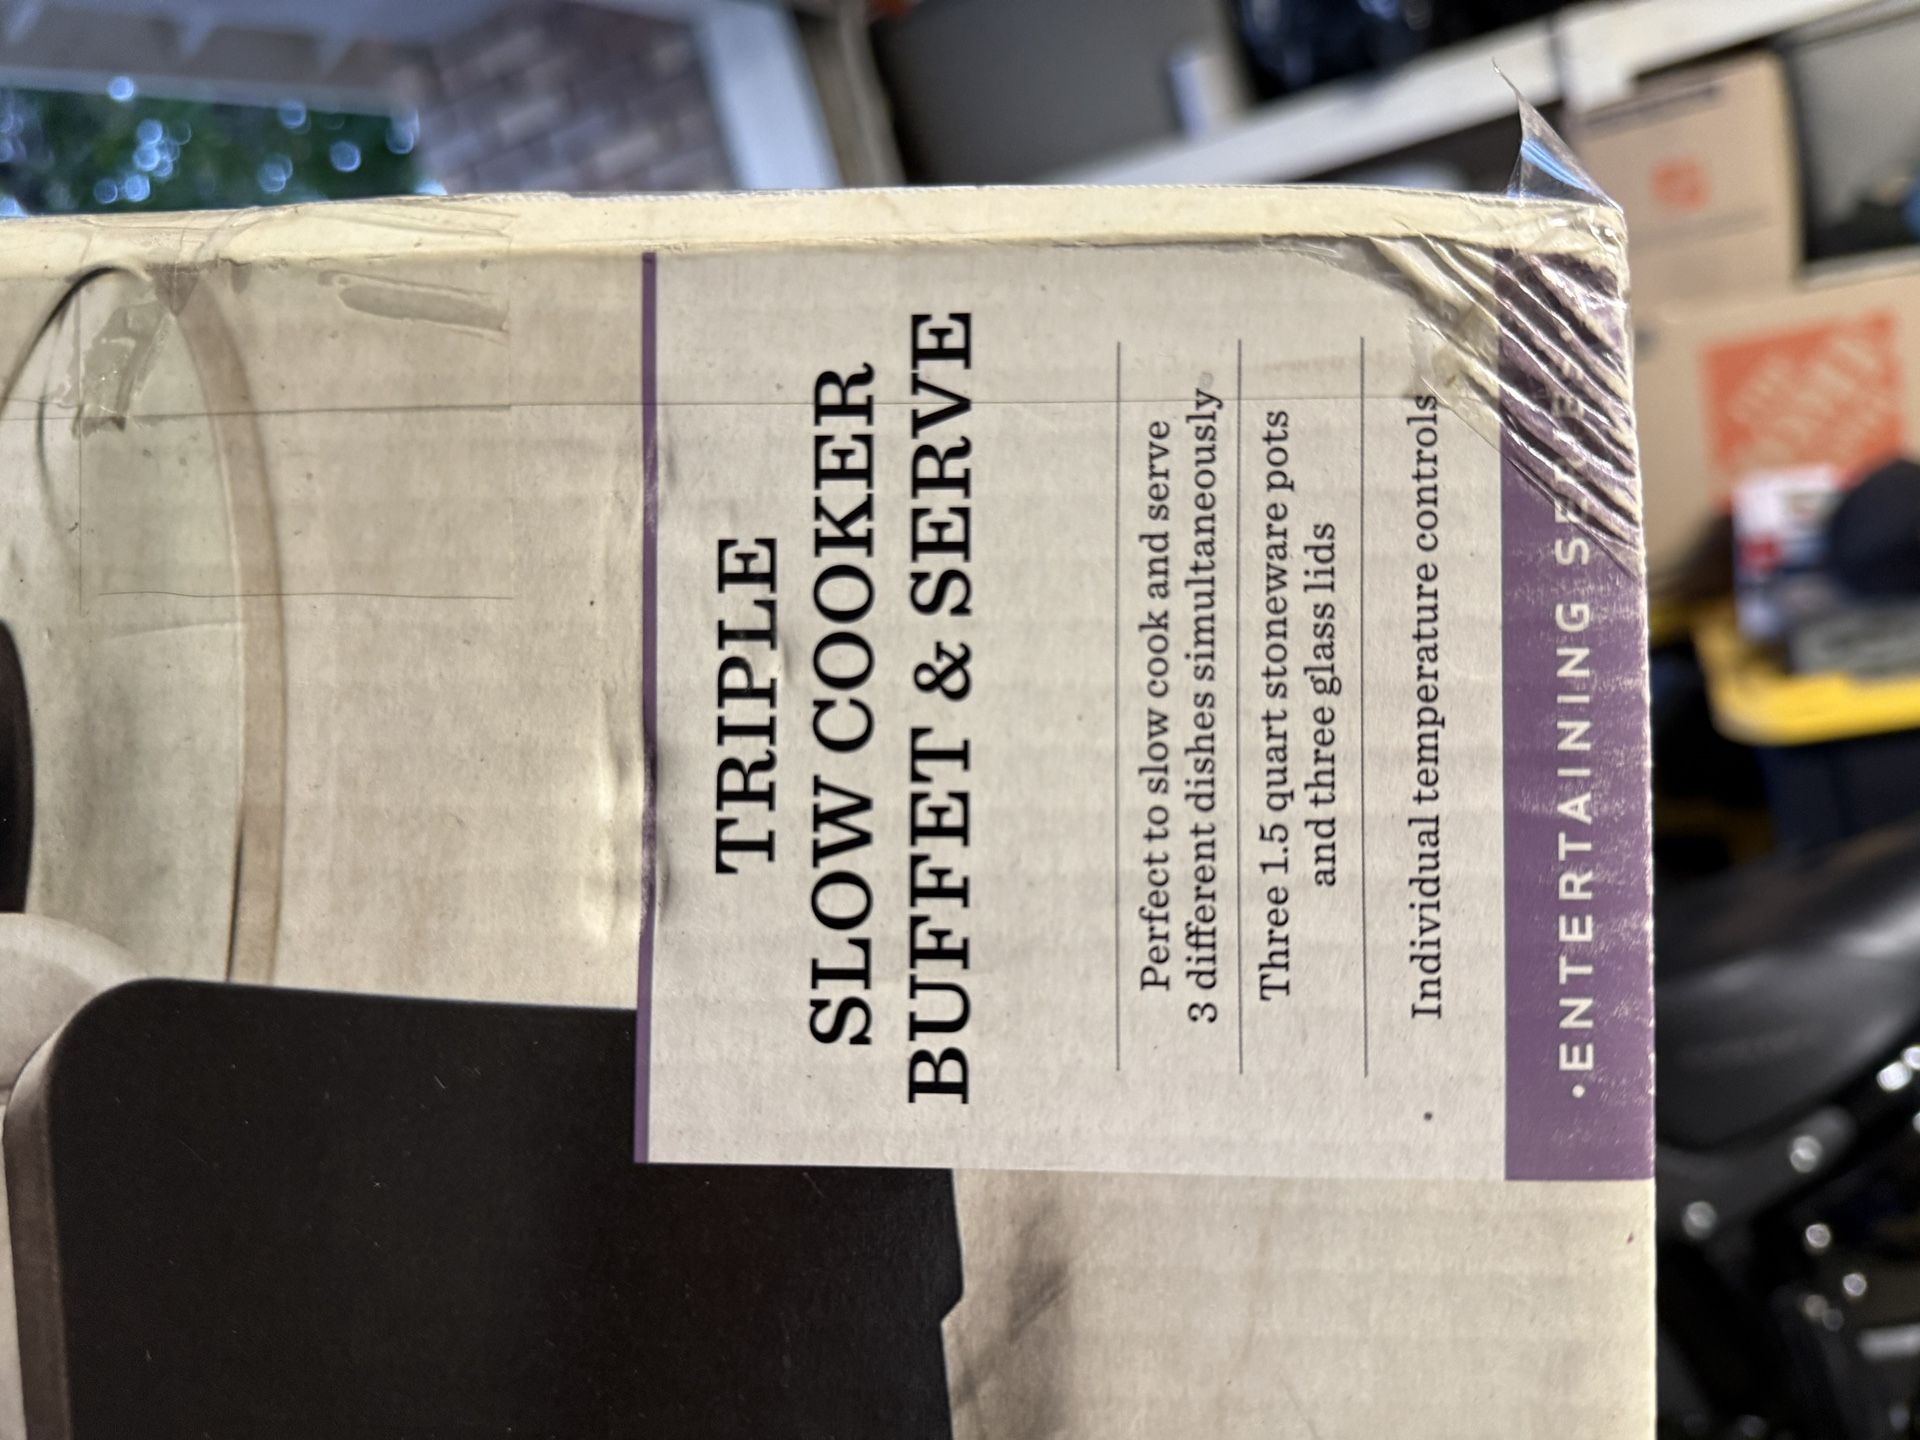 TRIPLE
SLOW COOKER
BUFFET & SERVE
Perfect to slow cook and serve
3 different dishes simultaneously
Three 1.5 quart stoneware pots
and three glass lids
Individual temperature controls
•ENTERTAINING